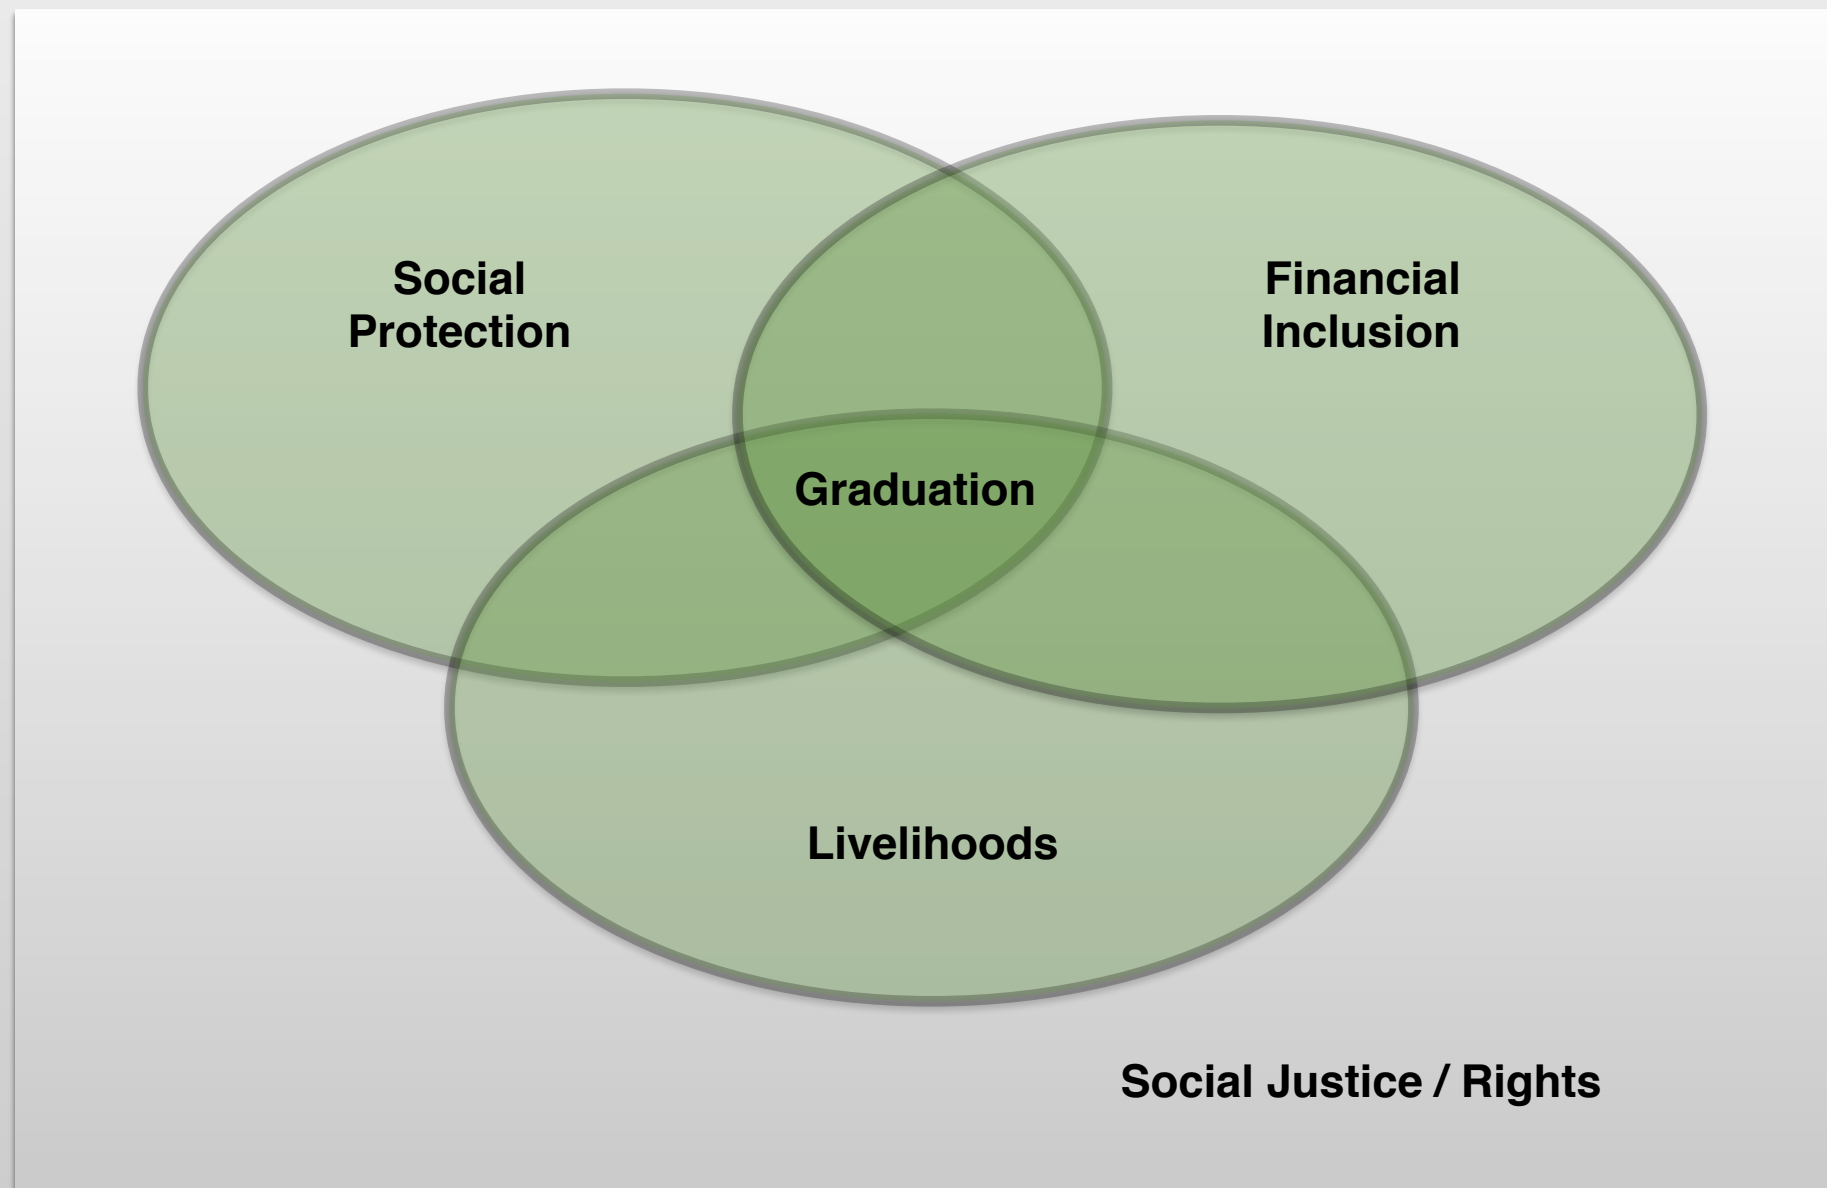 Social
Protection
Financial
Inclusion
Graduation
Livelihoods
Social Justice / Rights